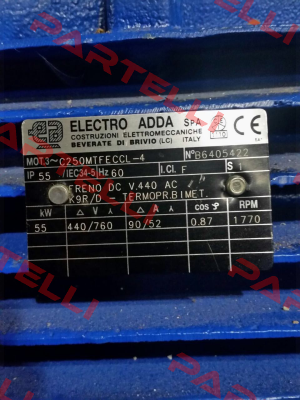 PARTELLI
ELECTRO ADDA SPA
COSTRUZIONI ELETTROMECCANICHE
BEVERATE DI BRIVIO (LC) ITALY
CE
MOT.3~ C250MTFECCL-4 N° B6405422
IP 55 IEC34-5 Hz 60 I.Cl. F S 1
FRENO DC V.440 AC
K9R/D - TERMOPR.BIMET.
kW Δ V Y Δ A Y cos φ RPM
55 440/760 90/52 0.87 1770
PARTELLI